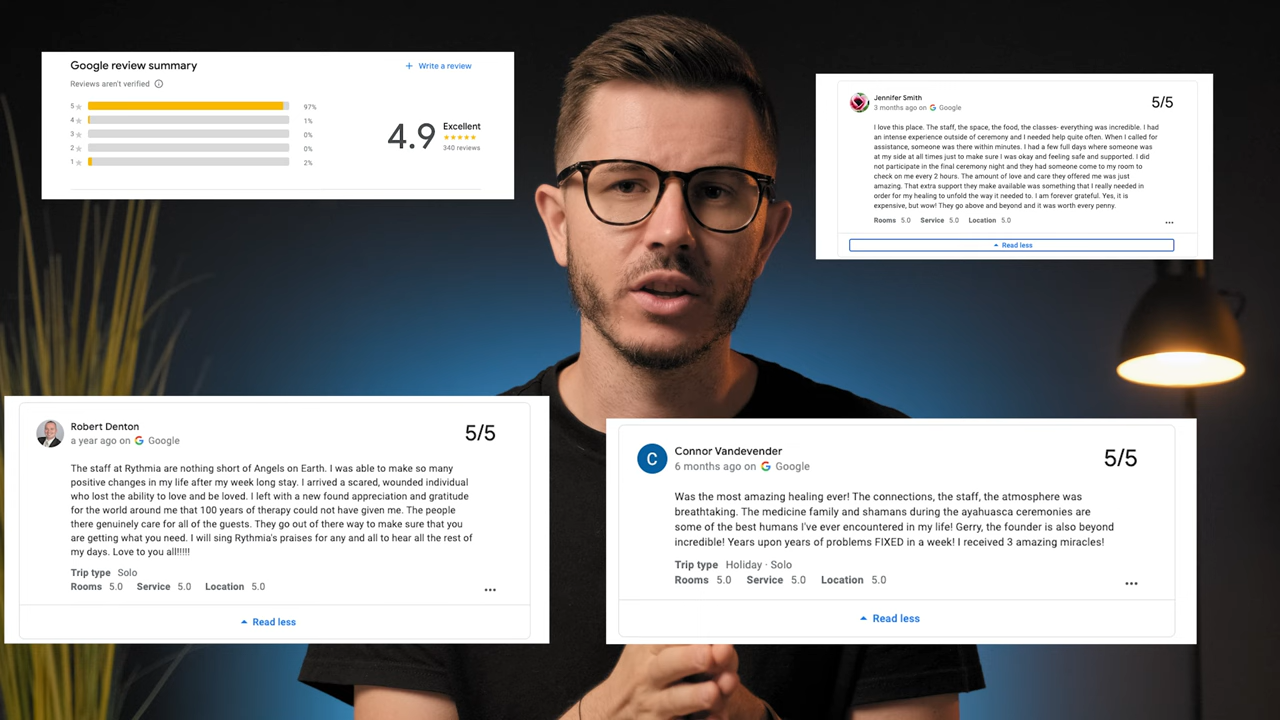 Google review summary
+ Write a review
Reviews aren't verified
5 97%
4 1%
3 0%
2 0%
1 2%
4.9
Excellent
340 reviews
Jennifer Smith
3 months ago on G Google
5/5
I love this place. The staff, the space, the food, the classes- everything was incredible. I had
an intense experience outside of ceremony and I needed help quite often. When I called for
assistance, someone was there within minutes. I had a few full days where someone was
at my side at all times just to make sure I was okay and feeling safe and supported. I did
not participate in the final ceremony night and they had someone come to my room to
check on me every 2 hours. The amount of love and care they offered me was just
amazing. That extra support they make available was something that I really needed in
order for my healing to unfold the way it needed to. I am forever grateful. Yes, it is
expensive, but wow! They go above and beyond and it was worth every penny.
Rooms 5.0 Service 5.0 Location 5.0
Read less
Robert Denton
a year ago on G Google
5/5
The staff at Rythmia are nothing short of Angels on Earth. I was able to make so many
positive changes in my life after my week long stay. I arrived a scared, wounded individual
who lost the ability to love and be loved. I left with a new found appreciation and gratitude
for the world around me that 100 years of therapy could not have given me. The people
there genuinely care for all of the guests. They go out of there way to make sure that you
are getting what you need. I will sing Rythmia's praises for any and all to hear all the rest of
my days. Love to you all!!!!!
Trip type Solo
Rooms 5.0 Service 5.0 Location 5.0
Read less
C
Connor Vandevender
6 months ago on G Google
5/5
Was the most amazing healing ever! The connections, the staff, the atmosphere was
breathtaking. The medicine family and shamans during the ayahuasca ceremonies are
some of the best humans I've ever encountered in my life! Gerry, the founder is also beyond
incredible! Years upon years of problems FIXED in a week! I received 3 amazing miracles!
Trip type Holiday · Solo
Rooms 5.0 Service 5.0 Location 5.0
Read less